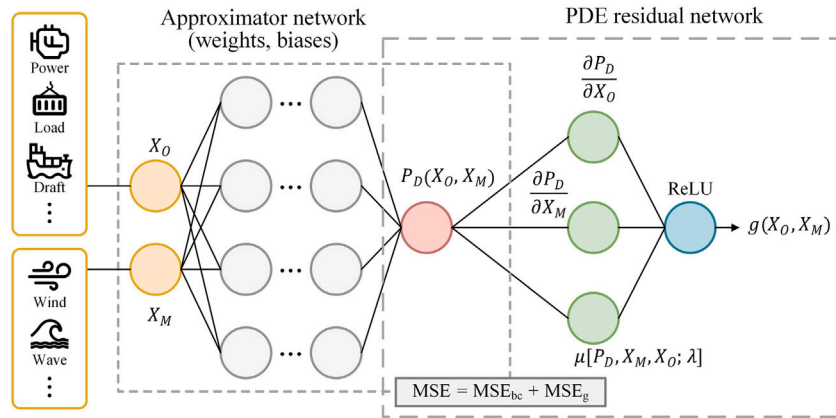 Approximator network
(weights, biases)
PDE residual network
Power
Load
Draft
⋮
Wind
Wave
⋮
X_O
X_M
...
...
...
...
P_D(X_O, X_M)
∂P_D/∂X_O
∂P_D/∂X_M
μ[P_D, X_M, X_O; λ]
ReLU
g(X_O, X_M)
MSE = MSE_bc + MSE_g